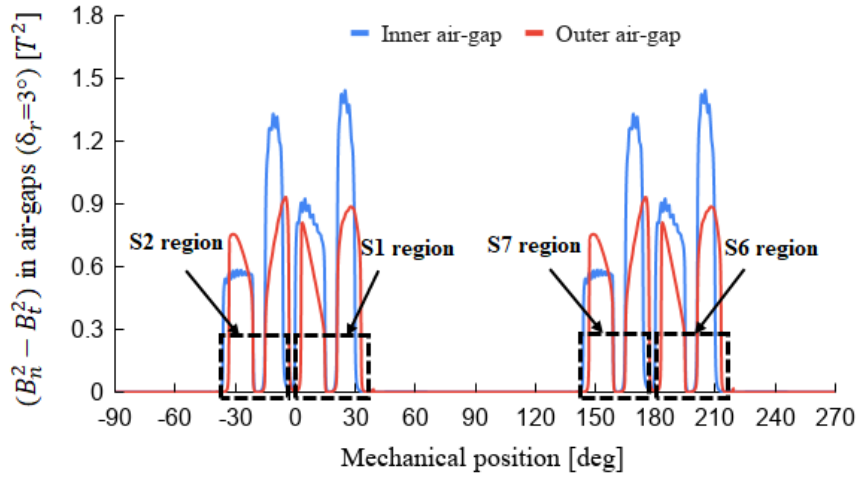 (B_n^2 − B_t^2) in air-gaps (δ_r=3°) [T^2]
1.8
1.5
1.2
0.9
0.6
0.3
0
Inner air-gap Outer air-gap
S2 region
S1 region
S7 region
S6 region
-90 -60 -30 0 30 60 90 120 150 180 210 240 270
Mechanical position [deg]